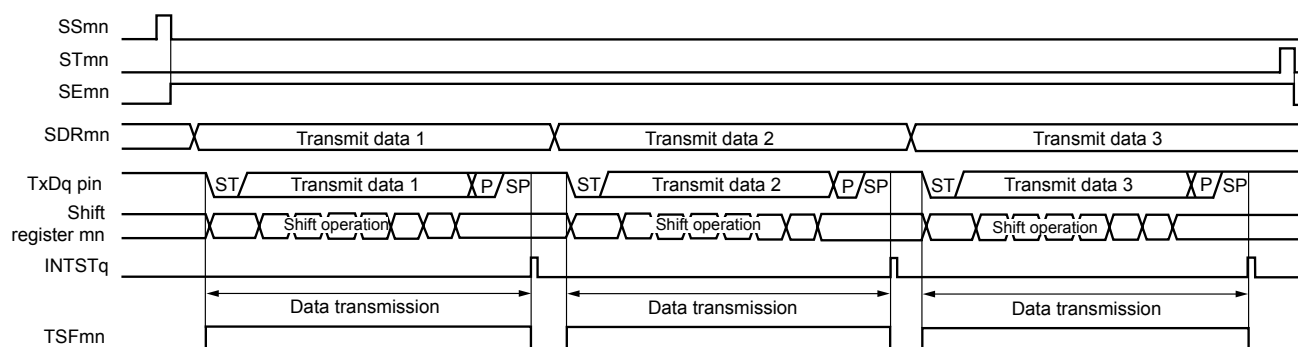 SSmn
STmn
SEmn
SDRmn Transmit data 1 Transmit data 2 Transmit data 3
TxDq pin ST Transmit data 1 P SP ST Transmit data 2 P SP ST Transmit data 3 P SP
Shift
register mn Shift operation Shift operation Shift operation
INTSTq
Data transmission Data transmission Data transmission
TSFmn